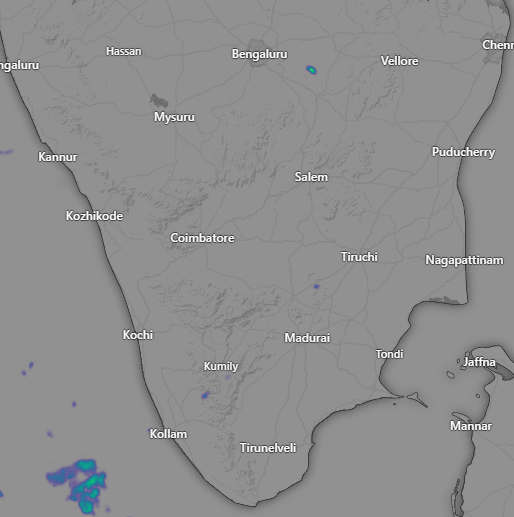 Hassan
Bengaluru
Chenn
ngaluru
Vellore
Mysuru
Kannur
Puducherry
Salem
Kozhikode
Coimbatore
Tiruchi
Nagapattinam
Kochi
Madurai
Tondi
Kumily
Jaffna
Mannar
Kollam
Tirunelveli